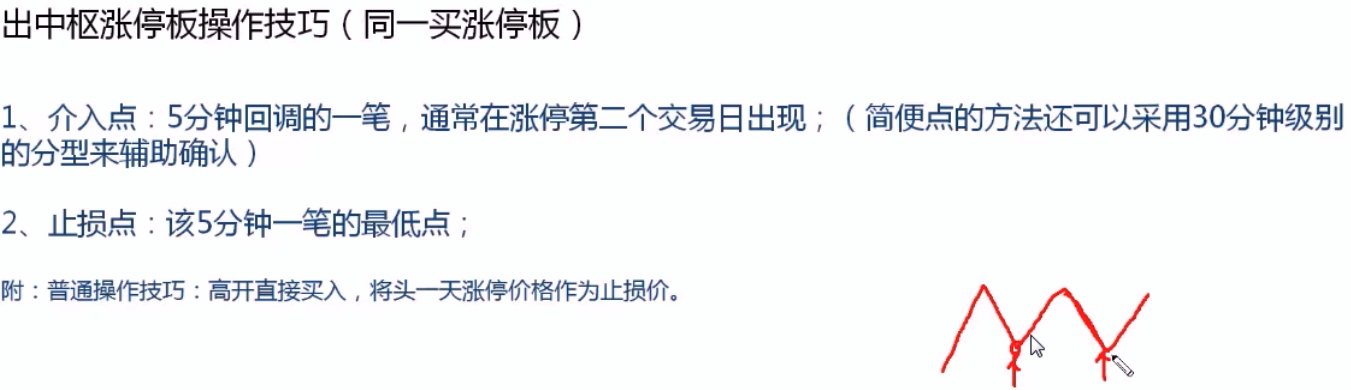 出中枢涨停板操作技巧（同一买涨停板）
1、介入点：5分钟回调的一笔，通常在涨停第二个交易日出现；（简便点的方法还可以采用30分钟级别
的分型来辅助确认）
2、止损点：该5分钟一笔的最低点；
附：普通操作技巧：高开直接买入，将头一天涨停价格作为止损价。